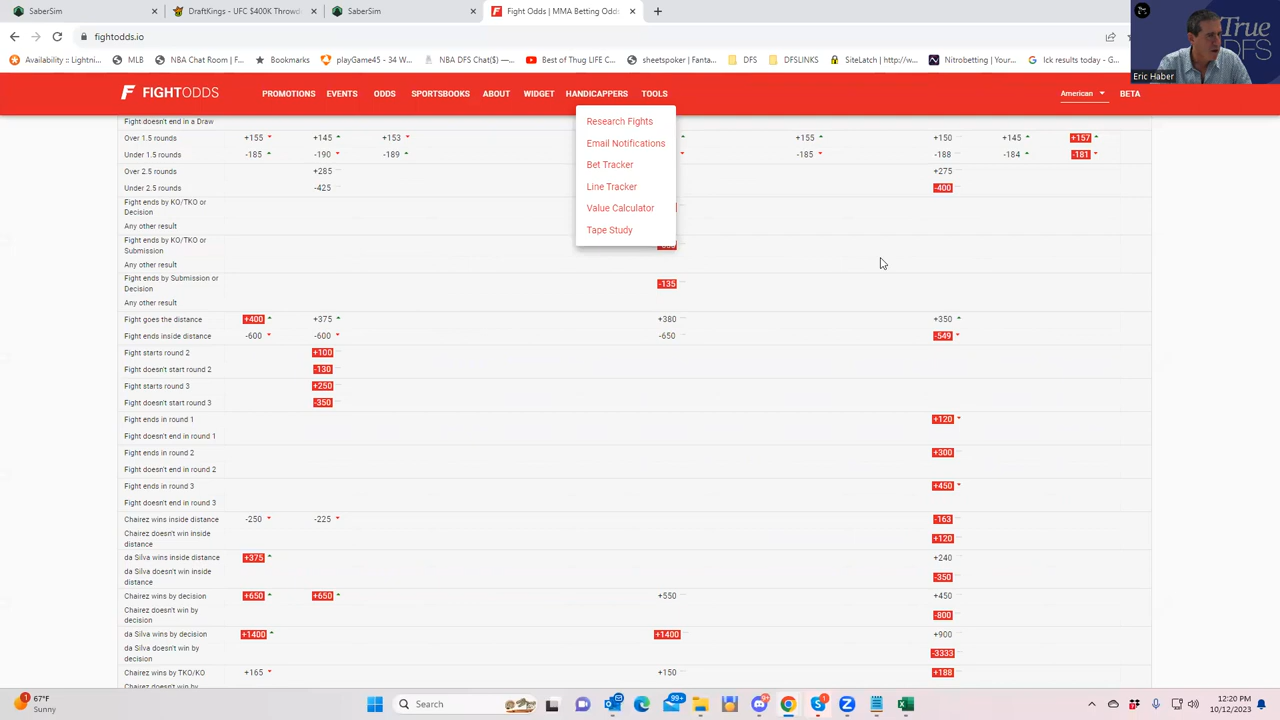 SaberSim
DraftKings - UFC $400K Throwd
SaberSim
Fight Odds | MMA Betting Odds
fightodds.io
Availability :: Lightni...
MLB
NBA Chat Room | F...
Bookmarks
playGame45 - 34 W...
NBA DFS Chat($) —...
Best of Thug LIFE C...
sheetspoker | Fanta...
DFS
DFSLINKS
SiteLatch | http://w...
Nitrobetting | Your...
Ick results today - G...
True
DFS
Eric Haber
FIGHTODDS
PROMOTIONS EVENTS ODDS SPORTSBOOKS ABOUT WIDGET HANDICAPPERS TOOLS
American
BETA
Research Fights
Email Notifications
Bet Tracker
Line Tracker
Value Calculator
Tape Study
Fight doesn't end in a Draw
Over 1.5 rounds +155 +145 +153 +155 +150 +145 +157
Under 1.5 rounds -185 -190 -189 -185 -188 -184 -181
Over 2.5 rounds +285 +275
Under 2.5 rounds -425 -400
Fight ends by KO/TKO or
Decision
Any other result
Fight ends by KO/TKO or
Submission
Any other result
Fight ends by Submission or
Decision -135
Any other result
Fight goes the distance +400 +375 +380 +350
Fight ends inside distance -600 -600 -650 -549
Fight starts round 2 +100
Fight doesn't start round 2 -130
Fight starts round 3 +250
Fight doesn't start round 3 -350
Fight ends in round 1 +120
Fight doesn't end in round 1
Fight ends in round 2 +300
Fight doesn't end in round 2
Fight ends in round 3 +450
Fight doesn't end in round 3
Chairez wins inside distance -250 -225 -163
Chairez doesn't win inside
distance +120
da Silva wins inside distance +375 +240
da Silva doesn't win inside
distance -350
Chairez wins by decision +650 +650 +550 +450
Chairez doesn't win by
decision -800
da Silva wins by decision +1400 +1400 +900
da Silva doesn't win by
decision -3333
Chairez wins by TKO/KO +165 +150 +188
Chairez doesn't win by
67°F
Sunny
Search
99+
9+
1
12:20 PM
10/12/2023